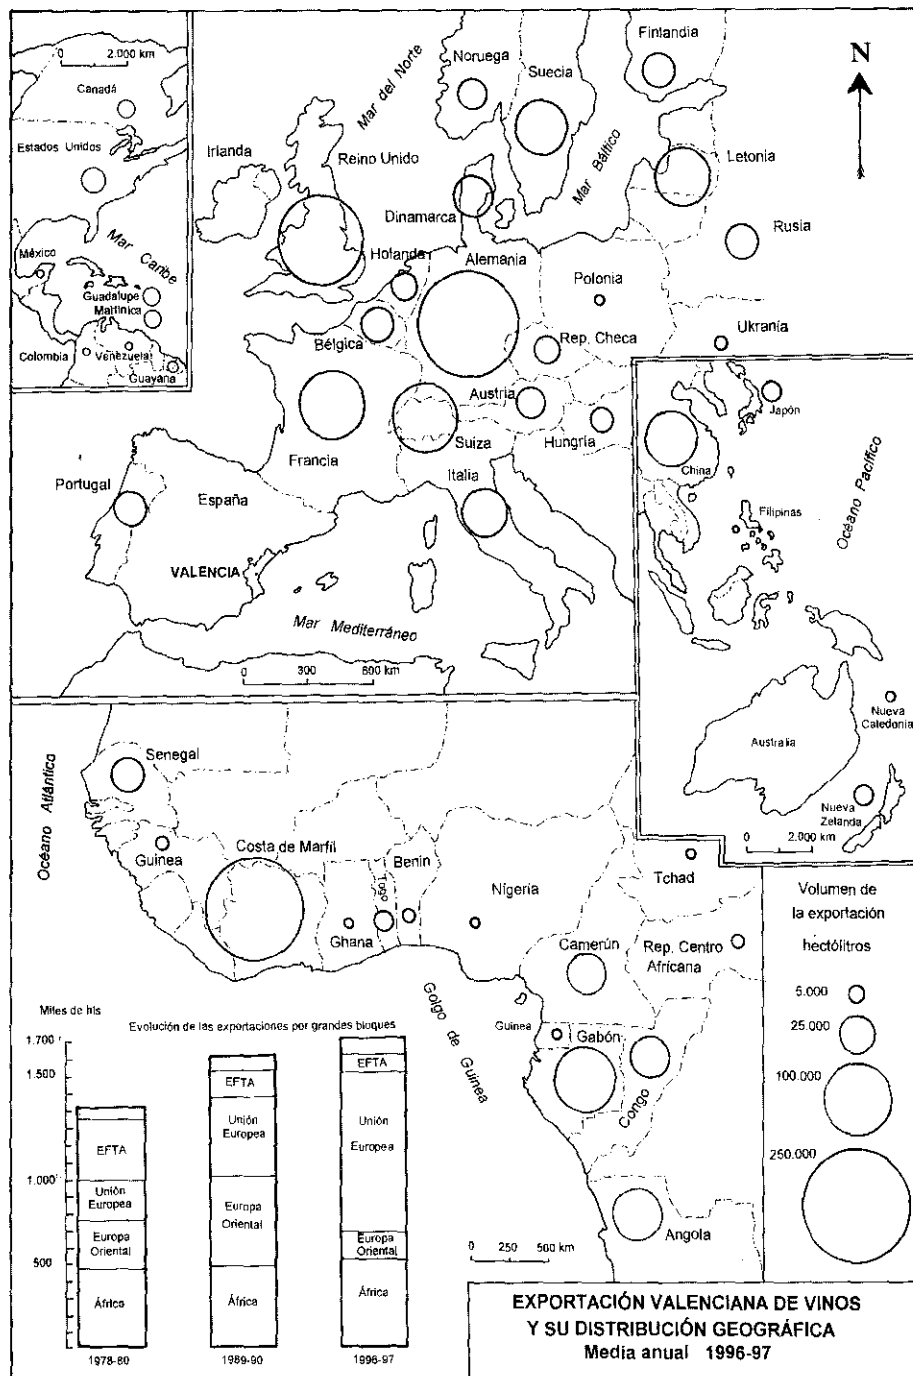 0 2.000 km
Canadá
Estados Unidos
México
Mar Caribe
Guadalupe
Martinica
Colombia
Venezuela
Guayana
Noruega
Suecia
Finlandia
N
Mar del Norte
Mar Báltico
Irlanda
Reino Unido
Letonia
Dinamarca
Rusia
Holanda
Alemania
Polonia
Bélgica
Rep. Checa
Ukranía
Austria
Hungría
Suiza
Francia
Italia
Portugal
España
VALENCIA
Mar Mediterráneo
0 300 600 km
Japón
China
Océano Pacífico
Filipinas
Nueva
Caledonia
Australia
Nueva
Zelanda
0 2.000 km
Océano Atlántico
Senegal
Guinea
Costa de Marfil
Togo
Benin
Ghana
Nigeria
Tchad
Camerún
Rep. Centro
Africana
Golgo de Guinea
Guinea
Gabón
Congo
Angola
0 250 500 km
Volumen de
la exportación
hectólitros
5.000
25.000
100.000
250.000
Miles de hls
Evolución de las exportaciones por grandes bloques
1.700
1.500
1.000
500
EFTA
Unión
Europea
Europa
Oriental
África
1978-80
EFTA
Unión
Europea
Europa
Oriental
África
1989-90
EFTA
Unión
Europea
Europa
Oriental
África
1996-97
EXPORTACIÓN VALENCIANA DE VINOS
Y SU DISTRIBUCIÓN GEOGRÁFICA
Media anual 1996-97